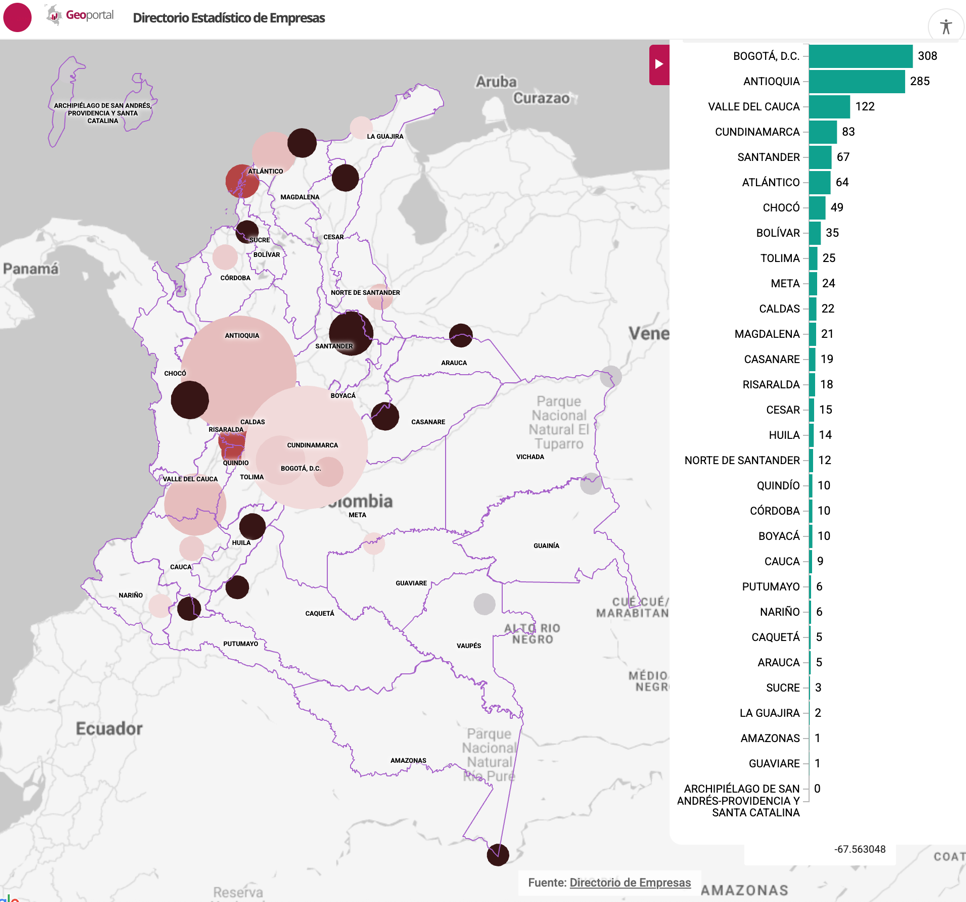 Geoportal
Directorio Estadístico de Empresas
Aruba
Curazao
ARCHIPIÉLAGO DE SAN ANDRÉS,
PROVIDENCIA Y SANTA
CATALINA
LA GUAJIRA
ATLÁNTICO
MAGDALENA
CESAR
SUCRE
BOLÍVAR
Panamá
CÓRDOBA
NORTE DE SANTANDER
ANTIOQUIA
SANTANDER
Vene
ARAUCA
CHOCÓ
BOYACÁ
Parque
Nacional
Natural El
Tuparro
CALDAS
CASANARE
RISARALDA
CUNDINAMARCA
VICHADA
QUINDIO
BOGOTÁ, D.C.
VALLE DEL CAUCA
TOLIMA
olombia
META
HUILA
GUAINÍA
CAUCA
GUAVIARE
NARIÑO
CUÉ CUÉ/
MARABITAN
CAQUETÁ
ALTO RIO
NEGRO
PUTUMAYO
VAUPÉS
MÉDIO
NEGR
Ecuador
Parque
Nacional
Natural
Río Puré
AMAZONAS
Reserva
AMAZONAS
COAT
gle
BOGOTÁ, D.C. 308
ANTIOQUIA 285
VALLE DEL CAUCA 122
CUNDINAMARCA 83
SANTANDER 67
ATLÁNTICO 64
CHOCÓ 49
BOLÍVAR 35
TOLIMA 25
META 24
CALDAS 22
MAGDALENA 21
CASANARE 19
RISARALDA 18
CESAR 15
HUILA 14
NORTE DE SANTANDER 12
QUINDÍO 10
CÓRDOBA 10
BOYACÁ 10
CAUCA 9
PUTUMAYO 6
NARIÑO 6
CAQUETÁ 5
ARAUCA 5
SUCRE 3
LA GUAJIRA 2
AMAZONAS 1
GUAVIARE 1
ARCHIPIÉLAGO DE SAN 0
ANDRÉS-PROVIDENCIA Y
SANTA CATALINA
-67.563048
Fuente: Directorio de Empresas